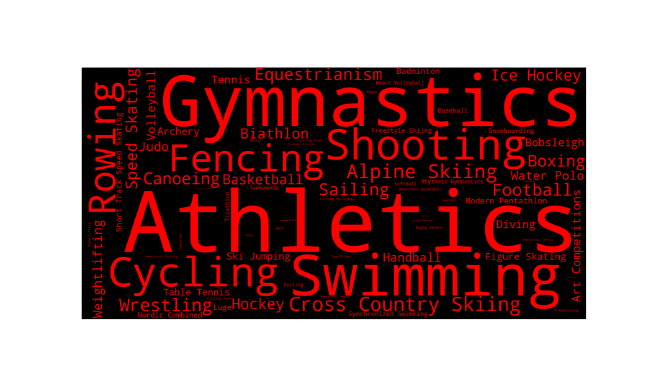 Gymnastics
Athletics
Swimming
Shooting
Cycling
Fencing
Rowing
Cross Country Skiing
Alpine Skiing
Wrestling
Sailing
Football
Boxing
Hockey
Canoeing
Equestrianism
Ice Hockey
Biathlon
Basketball
Speed Skating
Volleyball
Weightlifting
Water Polo
Bobsleigh
Art Competitions
Handball
Diving
Figure Skating
Ski Jumping
Table Tennis
Judo
Archery
Tennis
Badminton
Beach Volleyball
Baseball
Freestyle Skiing
Snowboarding
Short Track Speed Skating
Modern Pentathlon
Rhythmic Gymnastics
Softball
Luge
Nordic Combined
Synchronized Swimming
Curling
Taekwondo
Triathlon